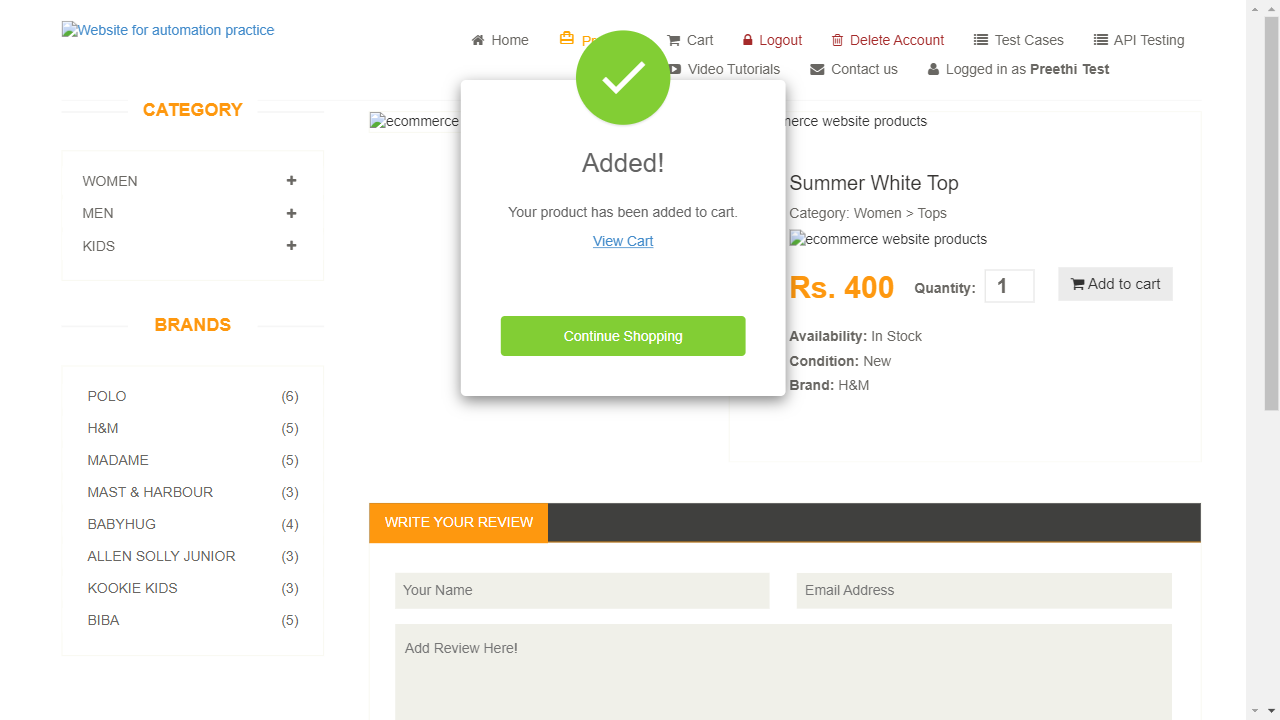 Website for automation practice
Home
Cart
Logout
Delete Account
Test Cases
API Testing
Video Tutorials
Contact us
Logged in as Preethi Test
CATEGORY
WOMEN
MEN
KIDS
BRANDS
POLO (6)
H&M (5)
MADAME (5)
MAST & HARBOUR (3)
BABYHUG (4)
ALLEN SOLLY JUNIOR (3)
KOOKIE KIDS (3)
BIBA (5)
ecommerce
Added!
Your product has been added to cart.
View Cart
Continue Shopping
merce website products
Summer White Top
Category: Women > Tops
ecommerce website products
Rs. 400 Quantity: 1 Add to cart
Availability: In Stock
Condition: New
Brand: H&M
WRITE YOUR REVIEW
Your Name
Email Address
Add Review Here!